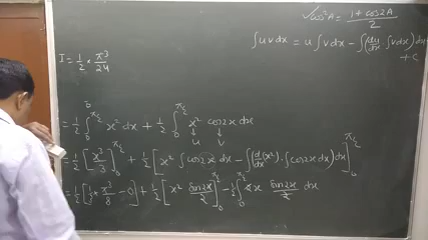 ✓cos²A = (1 + cos2A)/2
∫u v dx = u ∫v dx − ∫(du/dx ∫v dx) dx + c
I = 1/2 × π³/24
= 1/2 ∫₀^(π/2) x² dx + 1/2 ∫₀^(π/2) x² cos2x dx
u v
= 1/2 [x³/3]₀^(π/2) + 1/2 [x² ∫cos2x dx − ∫(d/dx(x²) · ∫cos2x dx) dx]₀^(π/2)
= 1/2 [1/3 × π³/8 − 0] + 1/2 [x² sin2x/2]₀^(π/2) − 1/2 ∫₀^(π/2) 2x sin2x/2 dx